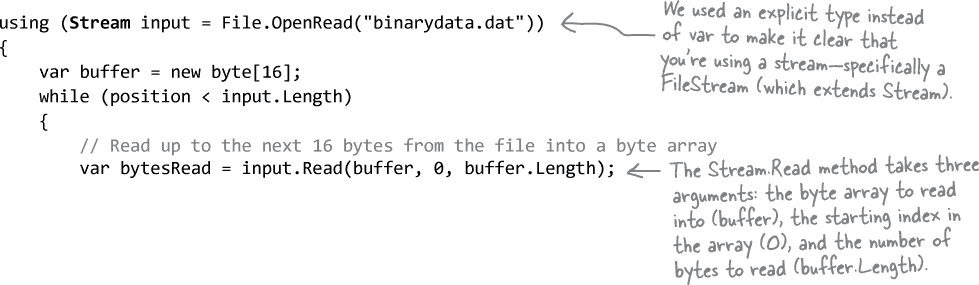 using (Stream input = File.OpenRead("binarydata.dat"))
{
    var buffer = new byte[16];
    while (position < input.Length)
    {
        // Read up to the next 16 bytes from the file into a byte array
        var bytesRead = input.Read(buffer, 0, buffer.Length);
We used an explicit type instead
of var to make it clear that
you're using a stream—specifically a
FileStream (which extends Stream).
The Stream.Read method takes three
arguments: the byte array to read
into (buffer), the starting index in
the array (0), and the number of
bytes to read (buffer.Length).